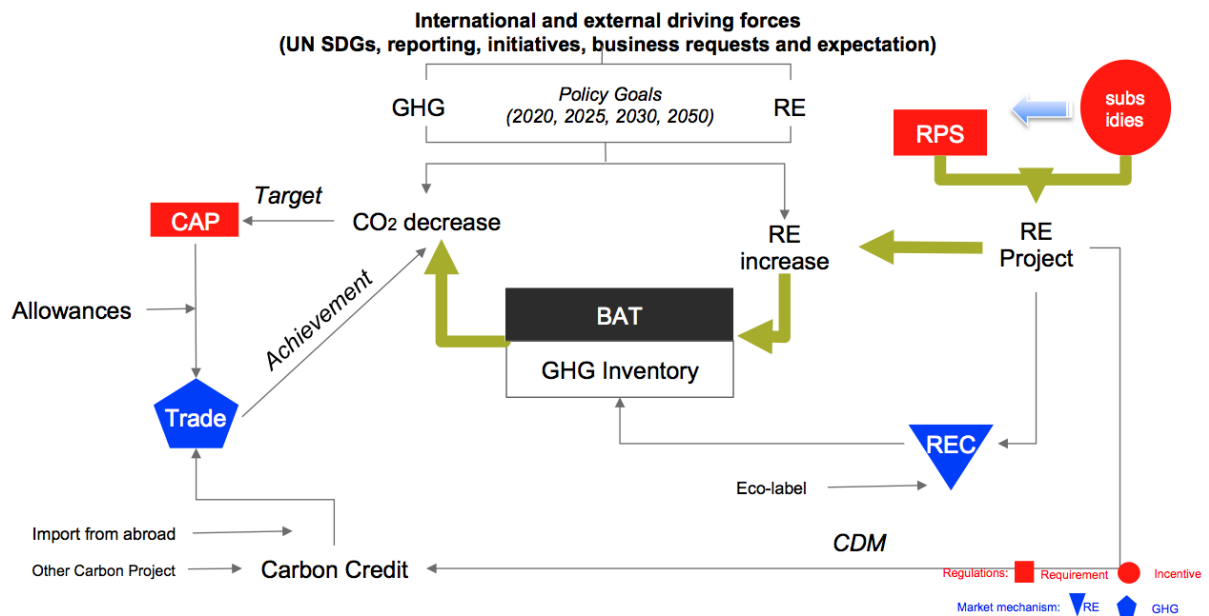 International and external driving forces
(UN SDGs, reporting, initiatives, business requests and expectation)
GHG
Policy Goals
(2020, 2025, 2030, 2050)
RE
RPS
subs
idies
Target
CAP
CO2 decrease
RE
increase
RE
Project
Allowances
Achievement
BAT
GHG Inventory
Trade
REC
Eco-label
Import from abroad
CDM
Other Carbon Project
Carbon Credit
Regulations: Requirement Incentive
Market mechanism: RE GHG